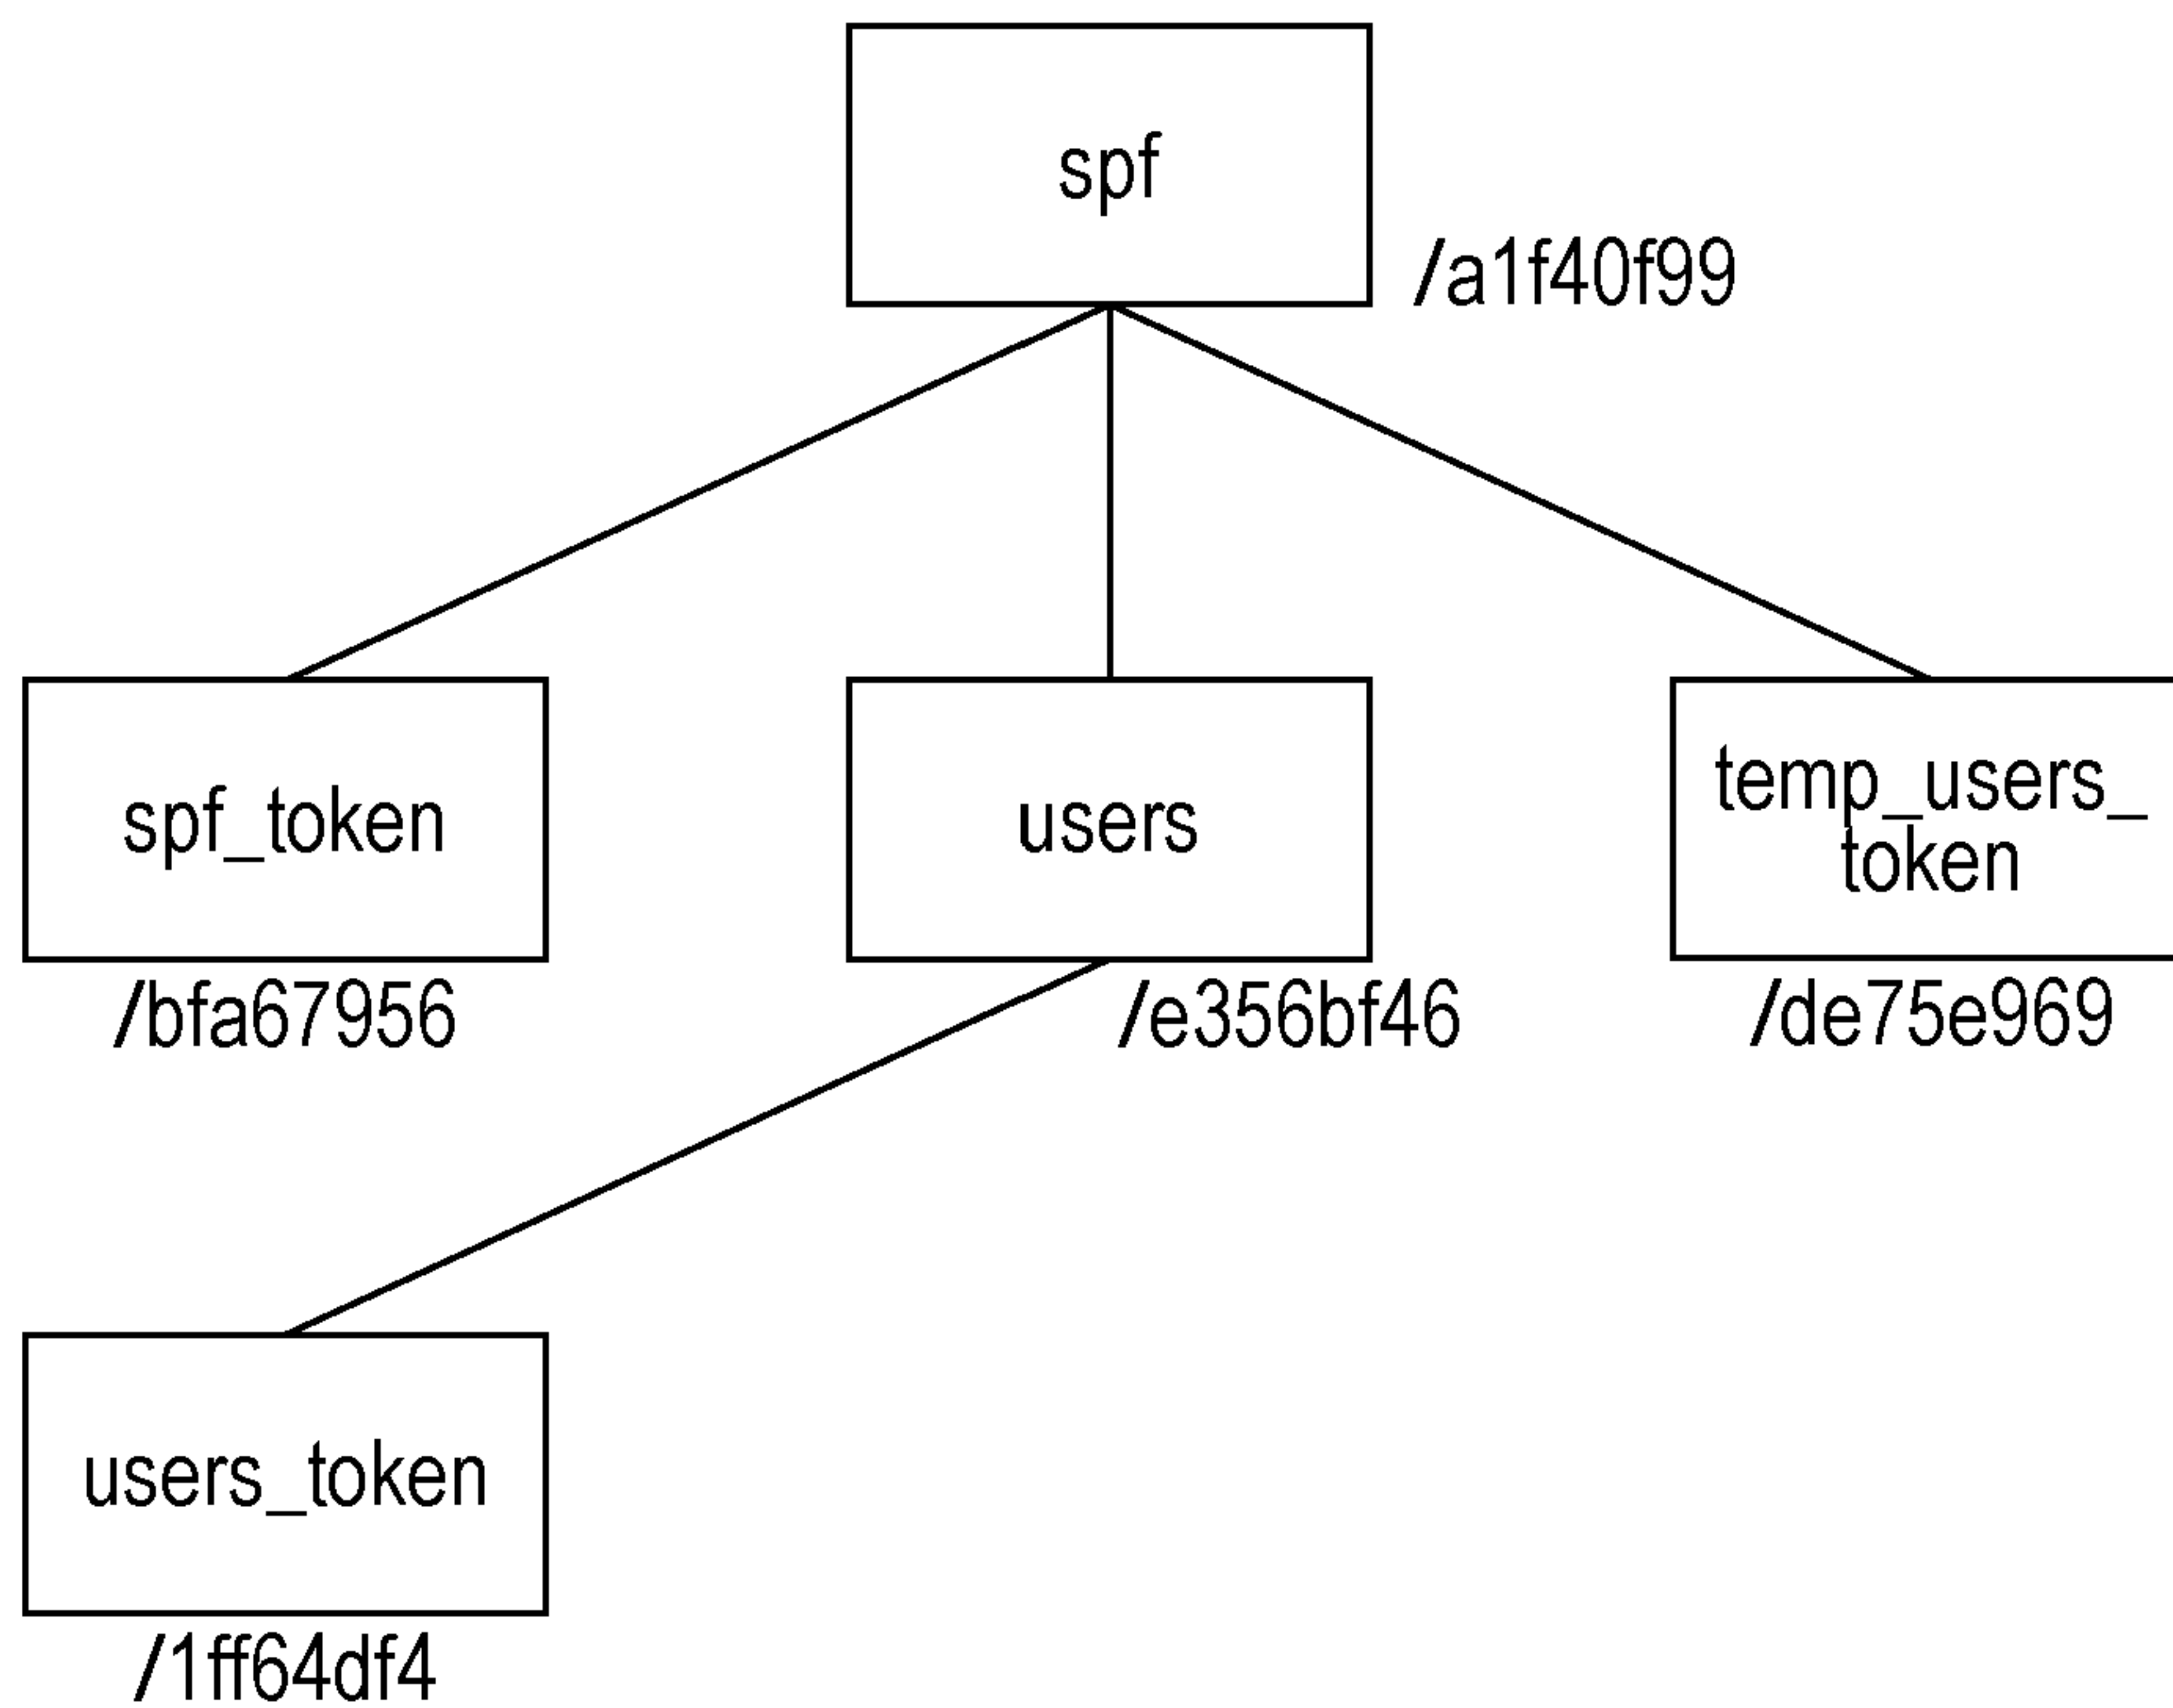 spf
/a1f40f99
spf_token
users
temp_users_
token
/bfa67956
/e356bf46
/de75e969
users_token
/1ff64df4